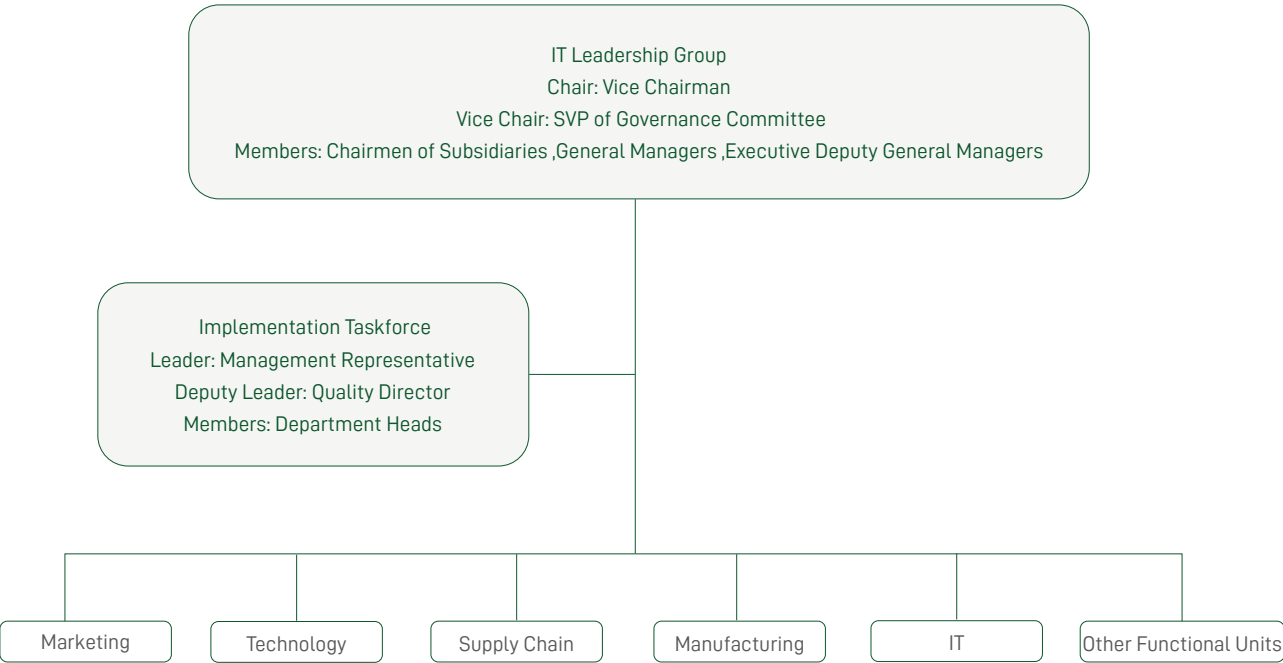 IT Leadership Group
Chair: Vice Chairman
Vice Chair: SVP of Governance Committee
Members: Chairmen of Subsidiaries ,General Managers ,Executive Deputy General Managers
Implementation Taskforce
Leader: Management Representative
Deputy Leader: Quality Director
Members: Department Heads
Marketing
Technology
Supply Chain
Manufacturing
IT
Other Functional Units